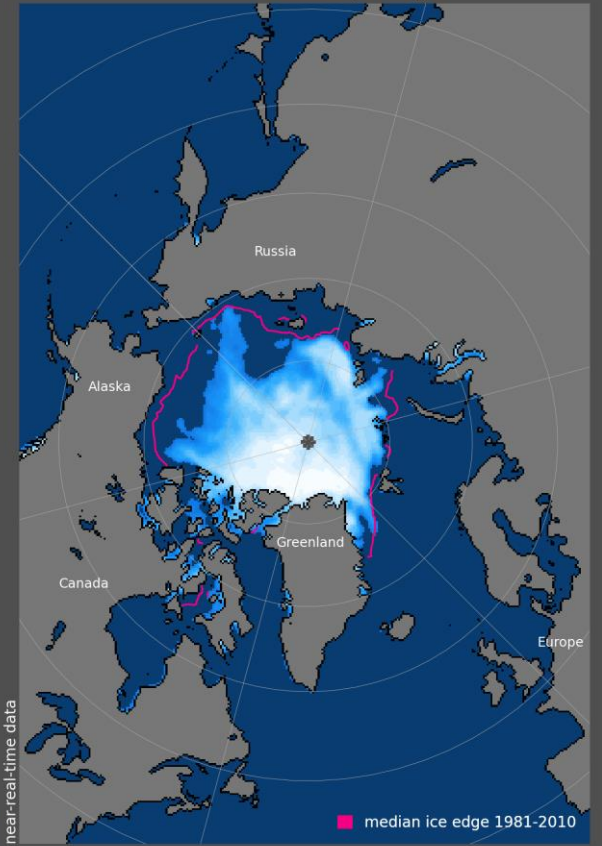 Russia
Alaska
Greenland
Canada
Europe
near-real-time data
median ice edge 1981-2010